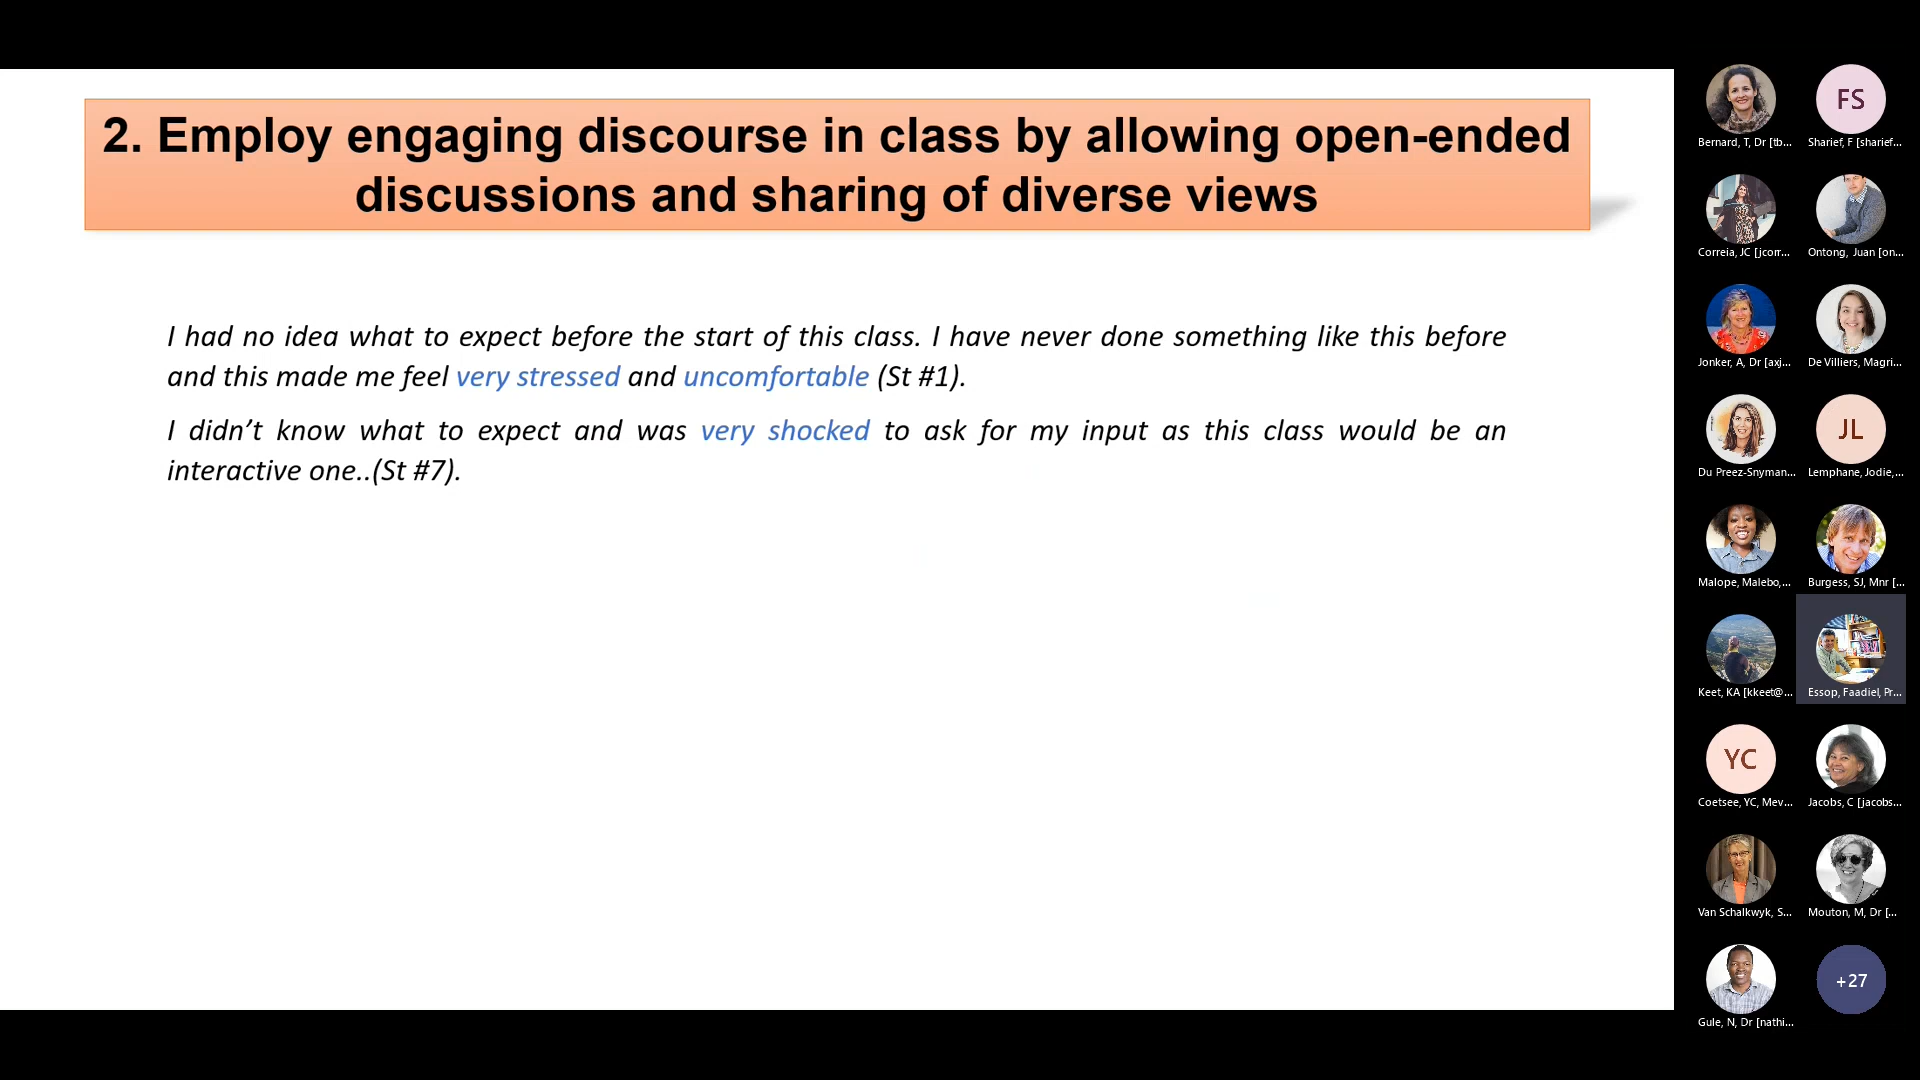 2. Employ engaging discourse in class by allowing open-ended
discussions and sharing of diverse views
I had no idea what to expect before the start of this class. I have never done something like this before
and this made me feel very stressed and uncomfortable (St #1).
I didn’t know what to expect and was very shocked to ask for my input as this class would be an
interactive one..(St #7).
Bernard, T, Dr [tb...
FS
Sharief, F [sharief...
Correia, JC [jcorr...
Ontong, Juan [on...
Jonker, A, Dr [axj...
De Villiers, Magri...
Du Preez-Snyman...
JL
Lemphane, Jodie,...
Malope, Malebo,...
Burgess, SJ, Mnr [...
Keet, KA [kkeet@...
Essop, Faadiel, Pr...
YC
Coetsee, YC, Mev...
Jacobs, C [jacobs...
Van Schalkwyk, S...
Mouton, M, Dr [...
Gule, N, Dr [nathi...
+27